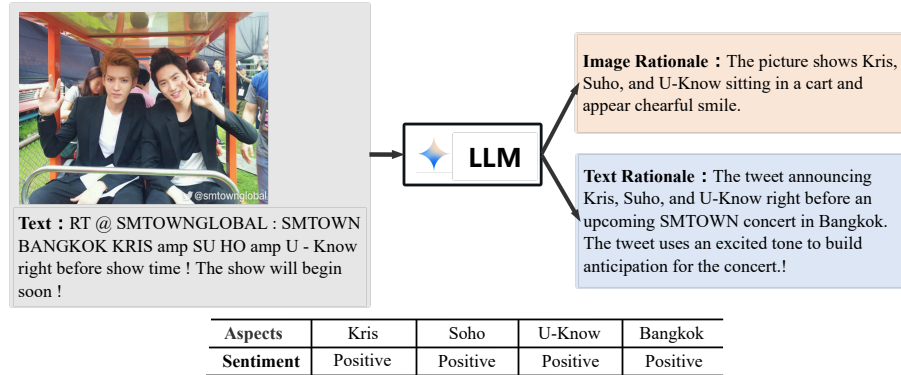 @smtownglobal
Text：RT @ SMTOWNGLOBAL : SMTOWN
BANGKOK KRIS amp SU HO amp U - Know
right before show time ! The show will begin
soon !
LLM
Image Rationale：The picture shows Kris,
Suho, and U-Know sitting in a cart and
appear chearful smile.
Text Rationale：The tweet announcing
Kris, Suho, and U-Know right before an
upcoming SMTOWN concert in Bangkok.
The tweet uses an excited tone to build
anticipation for the concert.!
Aspects Kris Soho U-Know Bangkok
Sentiment Positive Positive Positive Positive